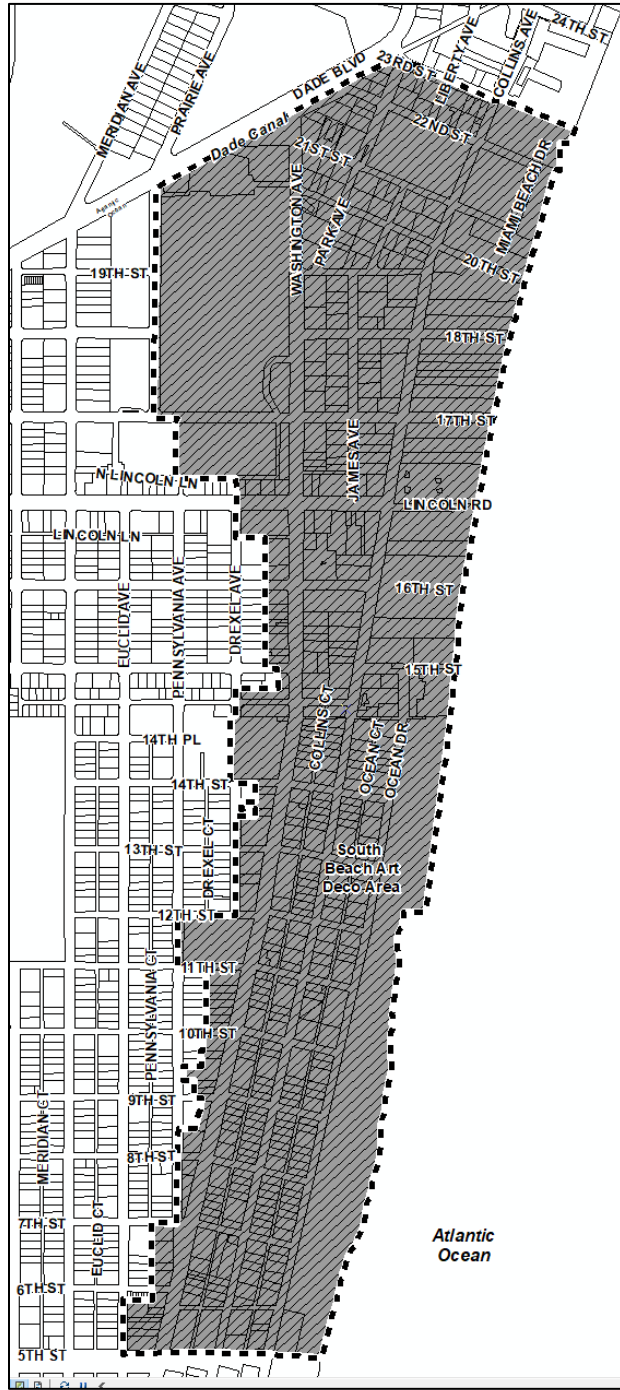 24TH ST
COLLINS AVE
LIBERTY AVE
23RD ST
DADE BLVD
MERIDIAN AVE
PRAIRIE AVE
Dade Canal
22ND ST
21ST ST
MIAMI BEACH DR
WASHINGTON AVE
PARK AVE
20TH ST
19TH ST
18TH ST
17TH ST
JAMES AVE
N LINCOLN LN
LINCOLN RD
LINCOLN LN
16TH ST
EUCLID AVE
PENNSYLVANIA AVE
DREXEL AVE
15TH ST
COLLINS CT
OCEAN CT
OCEAN DR
14TH PL
14TH ST
13TH ST
DREXEL CT
South
Beach Art
Deco Area
12TH ST
11TH ST
PENNSYLVANIA CT
10TH ST
9TH ST
MERIDIAN CT
8TH ST
7TH ST
EUCLID CT
Atlantic
Ocean
6TH ST
5TH ST